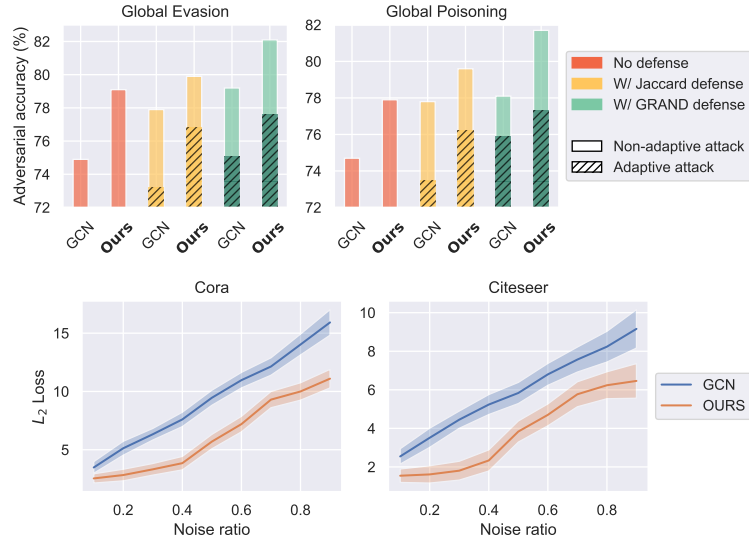 Global Evasion
Global Poisoning
Adversarial accuracy (%)
82
80
78
76
74
72
GCN
Ours
GCN
Ours
GCN
Ours
82
80
78
76
74
72
GCN
Ours
GCN
Ours
GCN
Ours
No defense
W/ Jaccard defense
W/ GRAND defense
Non-adaptive attack
Adaptive attack
Cora
Citeseer
L2 Loss
15
10
5
0.2 0.4 0.6 0.8
Noise ratio
10
8
6
4
2
0.2 0.4 0.6 0.8
Noise ratio
GCN
OURS